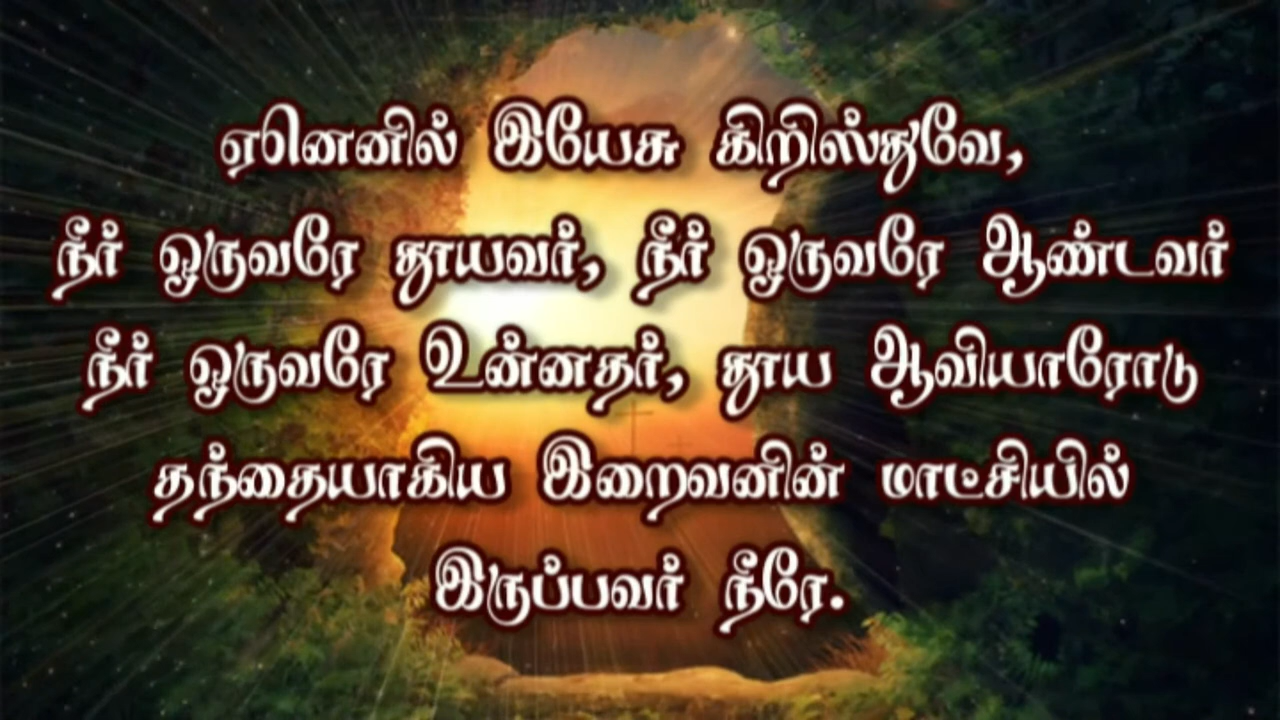 ஏனெனில் இயேசு கிறிஸ்துவே,
நீர் ஒருவரே தூயவர், நீர் ஒருவரே ஆண்டவர்
நீர் ஒருவரே உன்னதர், தூய ஆவியாரோடு
தந்தையாகிய இறைவனின் மாட்சியில்
இருப்பவர் நீரே.